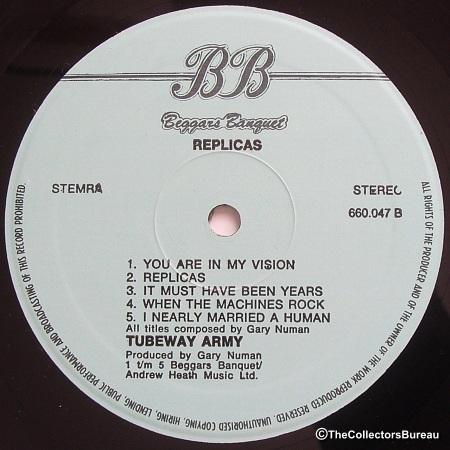 BB
Beggars Banquet
REPLICAS
STEMRA
STEREO
660.047 B
1. YOU ARE IN MY VISION
2. REPLICAS
3. IT MUST HAVE BEEN YEARS
4. WHEN THE MACHINES ROCK
5. I NEARLY MARRIED A HUMAN
All titles composed by Gary Numan
TUBEWAY ARMY
Produced by Gary Numan
1 t/m 5 Beggars Banquet/
Andrew Heath Music Ltd.
ALL RIGHTS OF THE PRODUCER AND OF THE OWNER OF THE WORK REPRODUCED RESERVED. UNAUTHORISED COPYING, HIRING, LENDING, PUBLIC PERFORMANCE AND BROADCASTING OF THIS RECORD PROHIBITED.
©TheCollectorsBureau